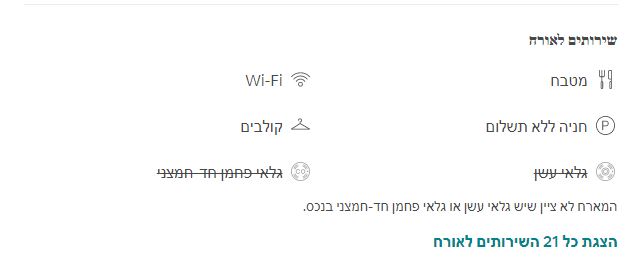 שירותים לאורח
מטבח
Wi-Fi
חניה ללא תשלום
קולבים
גלאי עשן
גלאי פחמן חד-חמצני
המארח לא ציין שיש גלאי עשן או גלאי פחמן חד-חמצני בנכס.
הצגת כל 21 השירותים לאורח